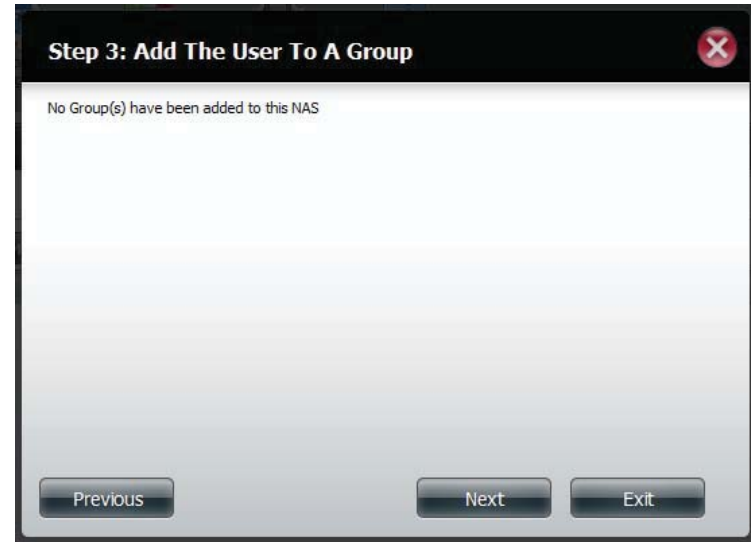 Step 3: Add The User To A Group
No Group(s) have been added to this NAS
Previous Next Exit